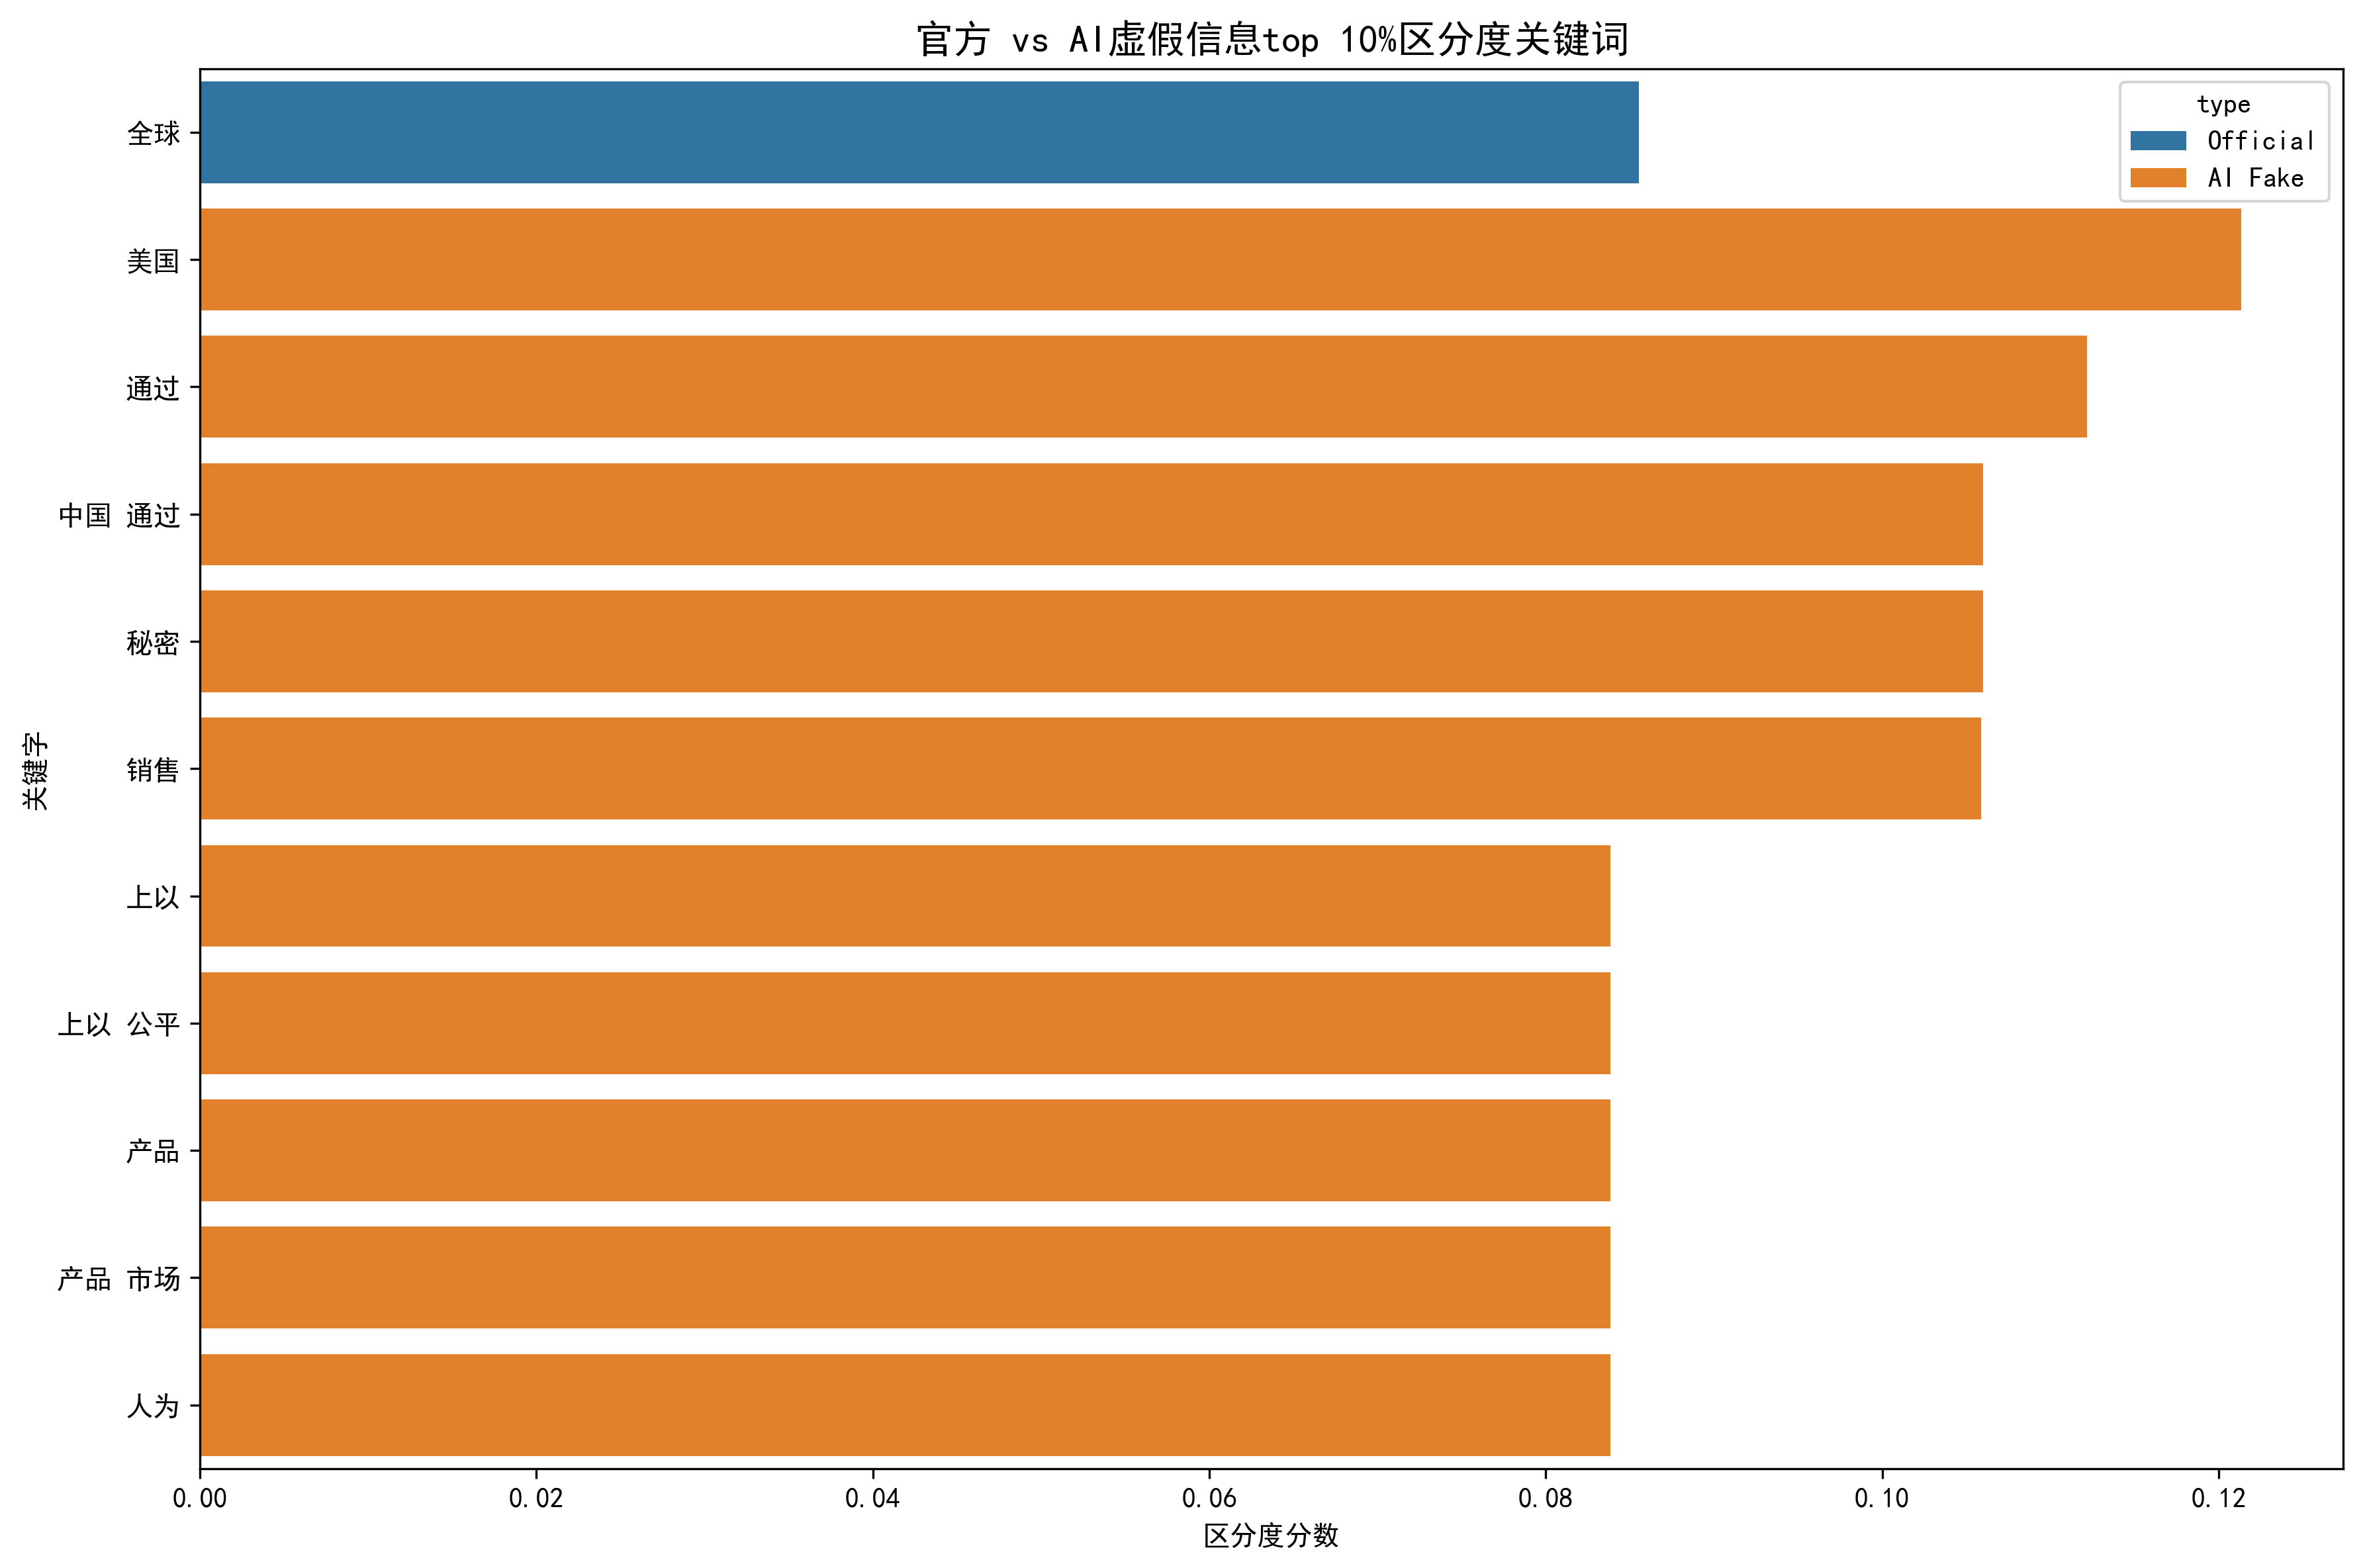 官方 vs AI虚假信息top 10%区分度关键词
type
Official
AI Fake
关键字
全球
美国
通过
中国 通过
秘密
销售
上以
上以 公平
产品
产品 市场
人为
0.00
0.02
0.04
0.06
0.08
0.10
0.12
区分度分数